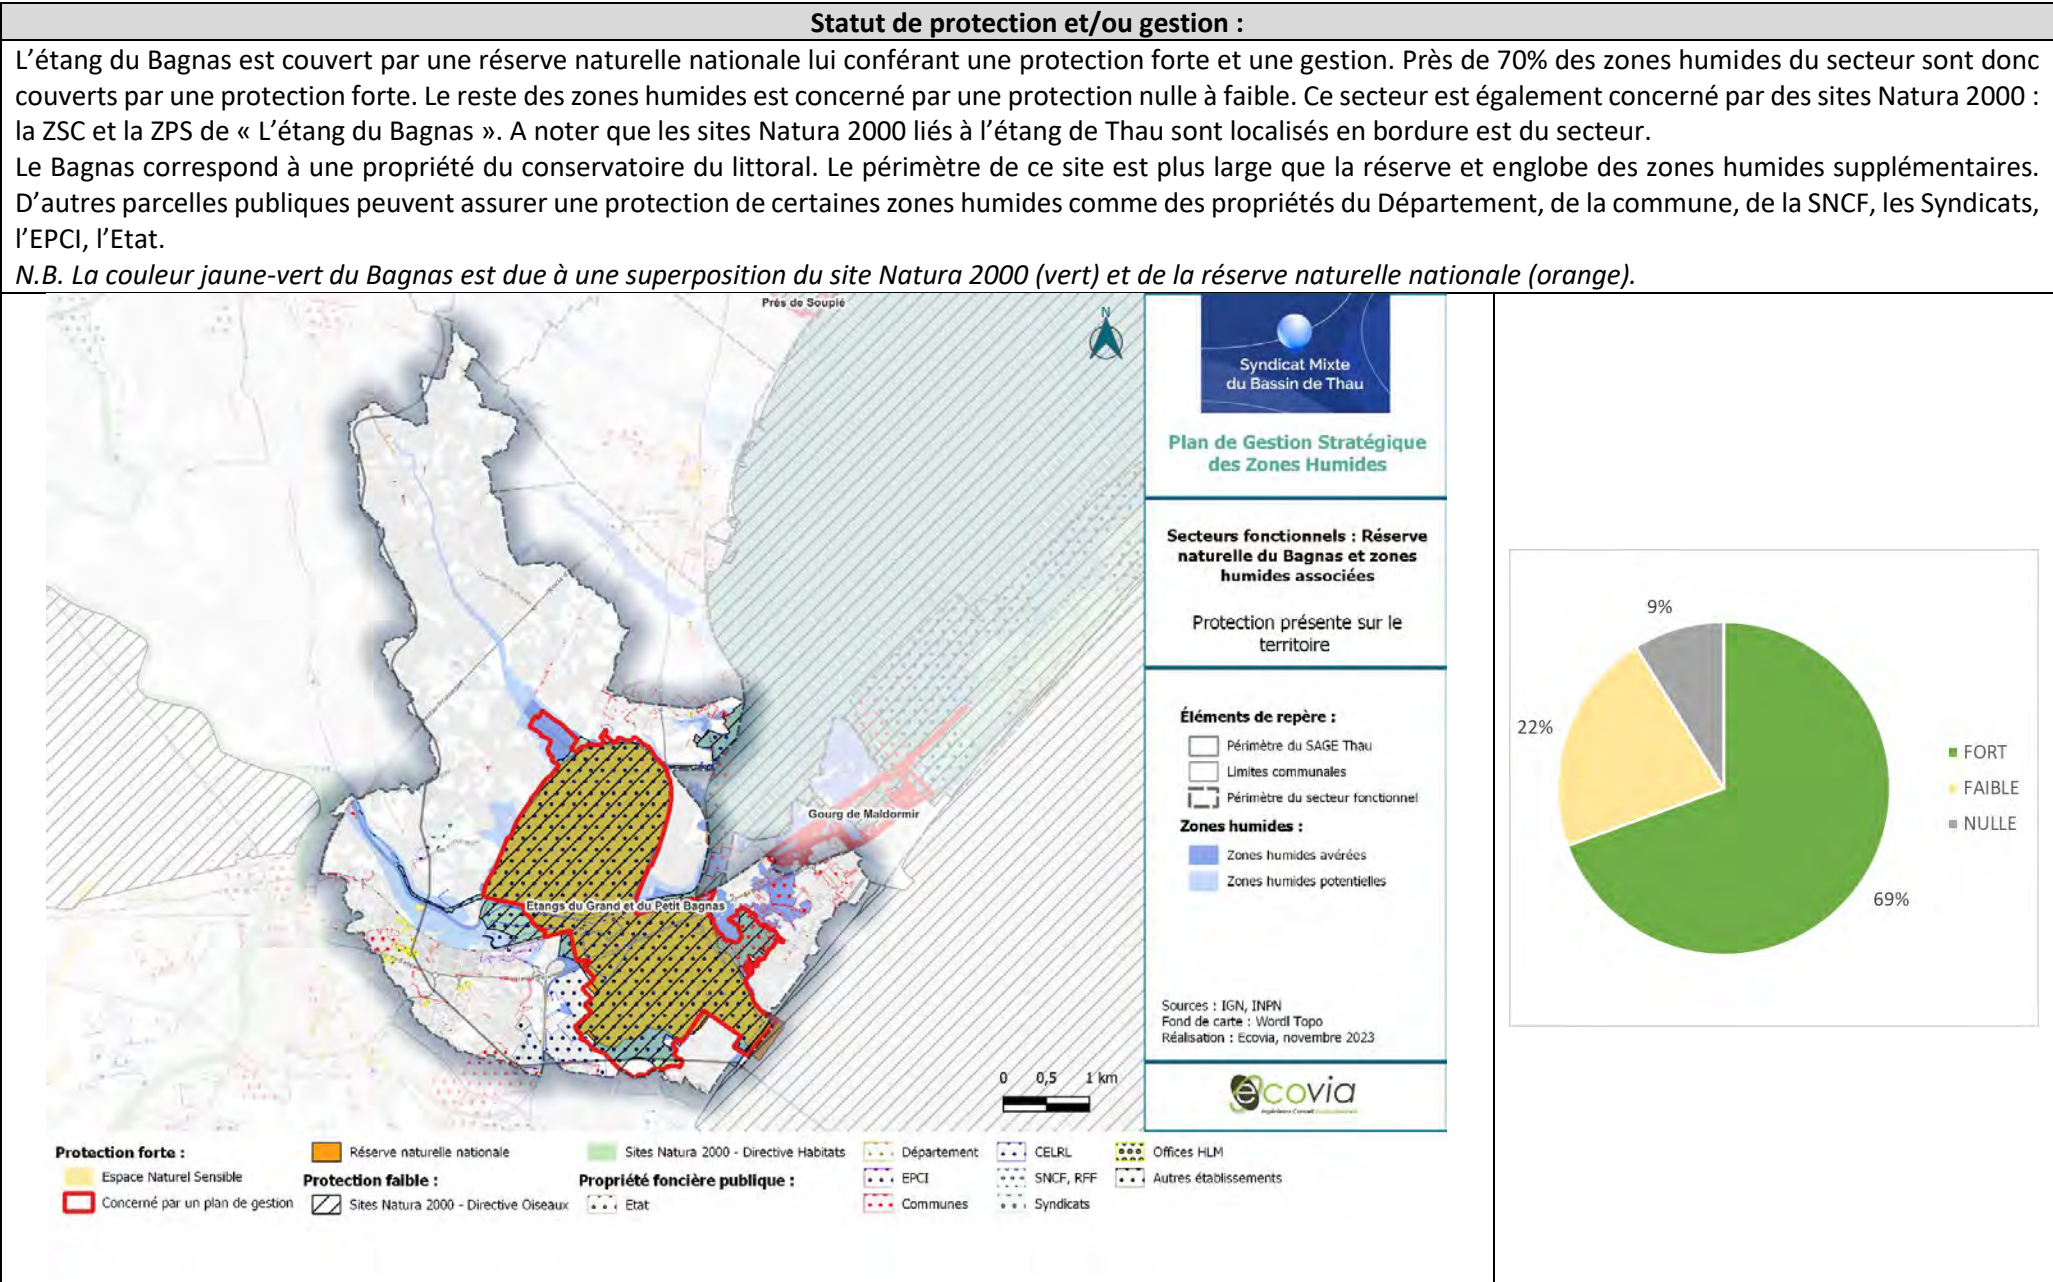 Statut de protection et/ou gestion :
L'étang du Bagnas est couvert par une réserve naturelle nationale lui conférant une protection forte et une gestion. Près de 70% des zones humides du secteur sont donc
couverts par une protection forte. Le reste des zones humides est concerné par une protection nulle à faible. Ce secteur est également concerné par des sites Natura 2000 :
la ZSC et la ZPS de « L'étang du Bagnas ». A noter que les sites Natura 2000 liés à l'étang de Thau sont localisés en bordure est du secteur.
Le Bagnas correspond à une propriété du conservatoire du littoral. Le périmètre de ce site est plus large que la réserve et englobe des zones humides supplémentaires.
D'autres parcelles publiques peuvent assurer une protection de certaines zones humides comme des propriétés du Département, de la commune, de la SNCF, les Syndicats,
l'EPCI, l'Etat.
N.B. La couleur jaune-vert du Bagnas est due à une superposition du site Natura 2000 (vert) et de la réserve naturelle nationale (orange).
Prés de Soupié
N
Gourg de Maldormir
Etangs du Grand et du Petit Bagnas
0 0,5 1 km
Syndicat Mixte
du Bassin de Thau
Plan de Gestion Stratégique
des Zones Humides
Secteurs fonctionnels : Réserve
naturelle du Bagnas et zones
humides associées
Protection présente sur le
territoire
Éléments de repère :
Périmètre du SAGE Thau
Limites communales
Périmètre du secteur fonctionnel
Zones humides :
Zones humides avérées
Zones humides potentielles
Sources : IGN, INPN
Fond de carte : Wordl Topo
Réalisation : Ecovia, novembre 2023
ecovia
Protection forte :
Espace Naturel Sensible
Concerné par un plan de gestion
Réserve naturelle nationale
Protection faible :
Sites Natura 2000 - Directive Oiseaux
Sites Natura 2000 - Directive Habitats
Propriété foncière publique :
Etat
Département
EPCI
Communes
CELRL
SNCF, RFF
Syndicats
Offices HLM
Autres établissements
9%
22%
69%
FORT
FAIBLE
NULLE